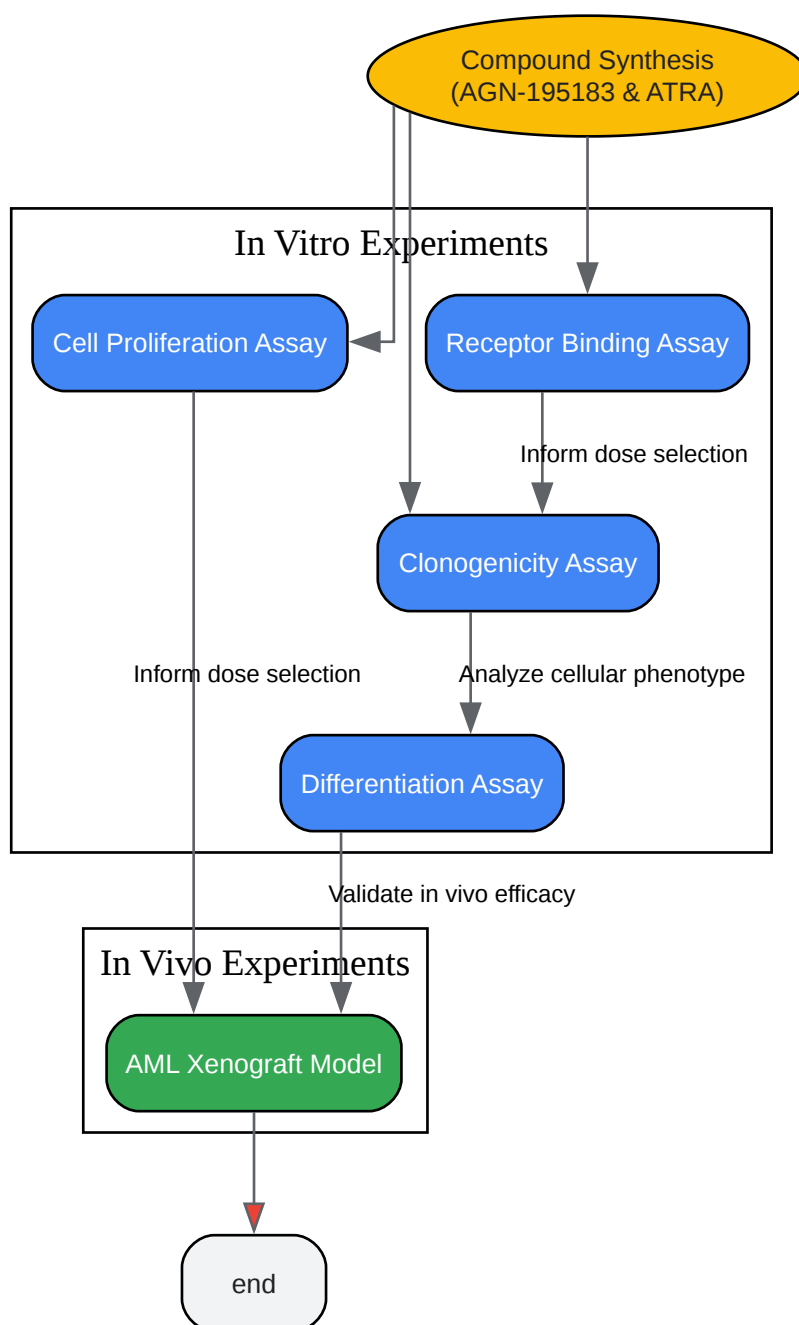 Compound Synthesis
(AGN-195183 & ATRA)
In Vitro Experiments
Cell Proliferation Assay
Receptor Binding Assay
Inform dose selection
Clonogenicity Assay
Inform dose selection
Analyze cellular phenotype
Differentiation Assay
Validate in vivo efficacy
In Vivo Experiments
AML Xenograft Model
end